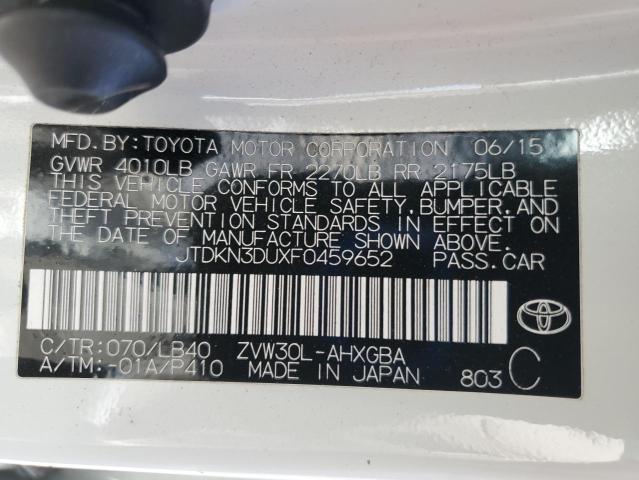 MFD.BY:TOYOTA MOTOR CORPORATION 06/15
GVWR 4010LB GAWR FR 2270LB RR 2175LB
THIS VEHICLE CONFORMS TO ALL APPLICABLE
FEDERAL MOTOR VEHICLE SAFETY,BUMPER,AND
THEFT PREVENTION STANDARDS IN EFFECT ON
THE DATE OF MANUFACTURE SHOWN ABOVE.
JTDKN3DUXF0459652 PASS.CAR
C/TR:070/LB40 ZVW30L-AHXGBA
A/TM: -01A/P410 MADE IN JAPAN 803 C